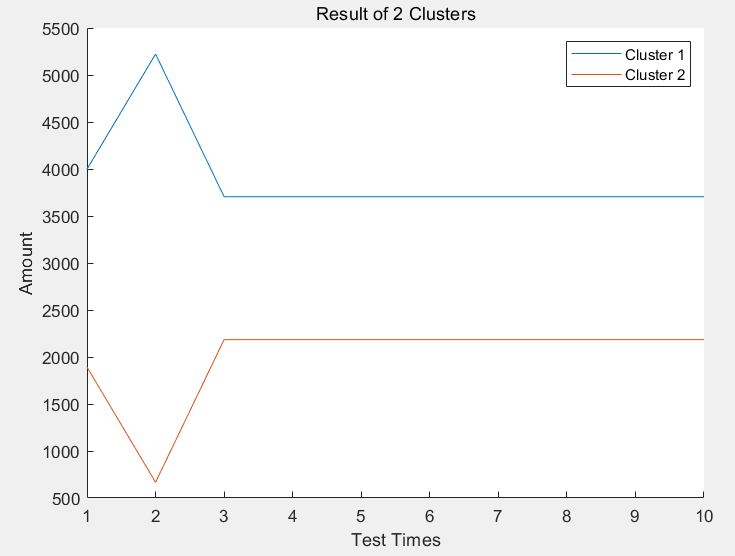 Result of 2 Clusters
Cluster 1
Cluster 2
5500
5000
4500
4000
3500
3000
2500
2000
1500
1000
500
Amount
1 2 3 4 5 6 7 8 9 10
Test Times